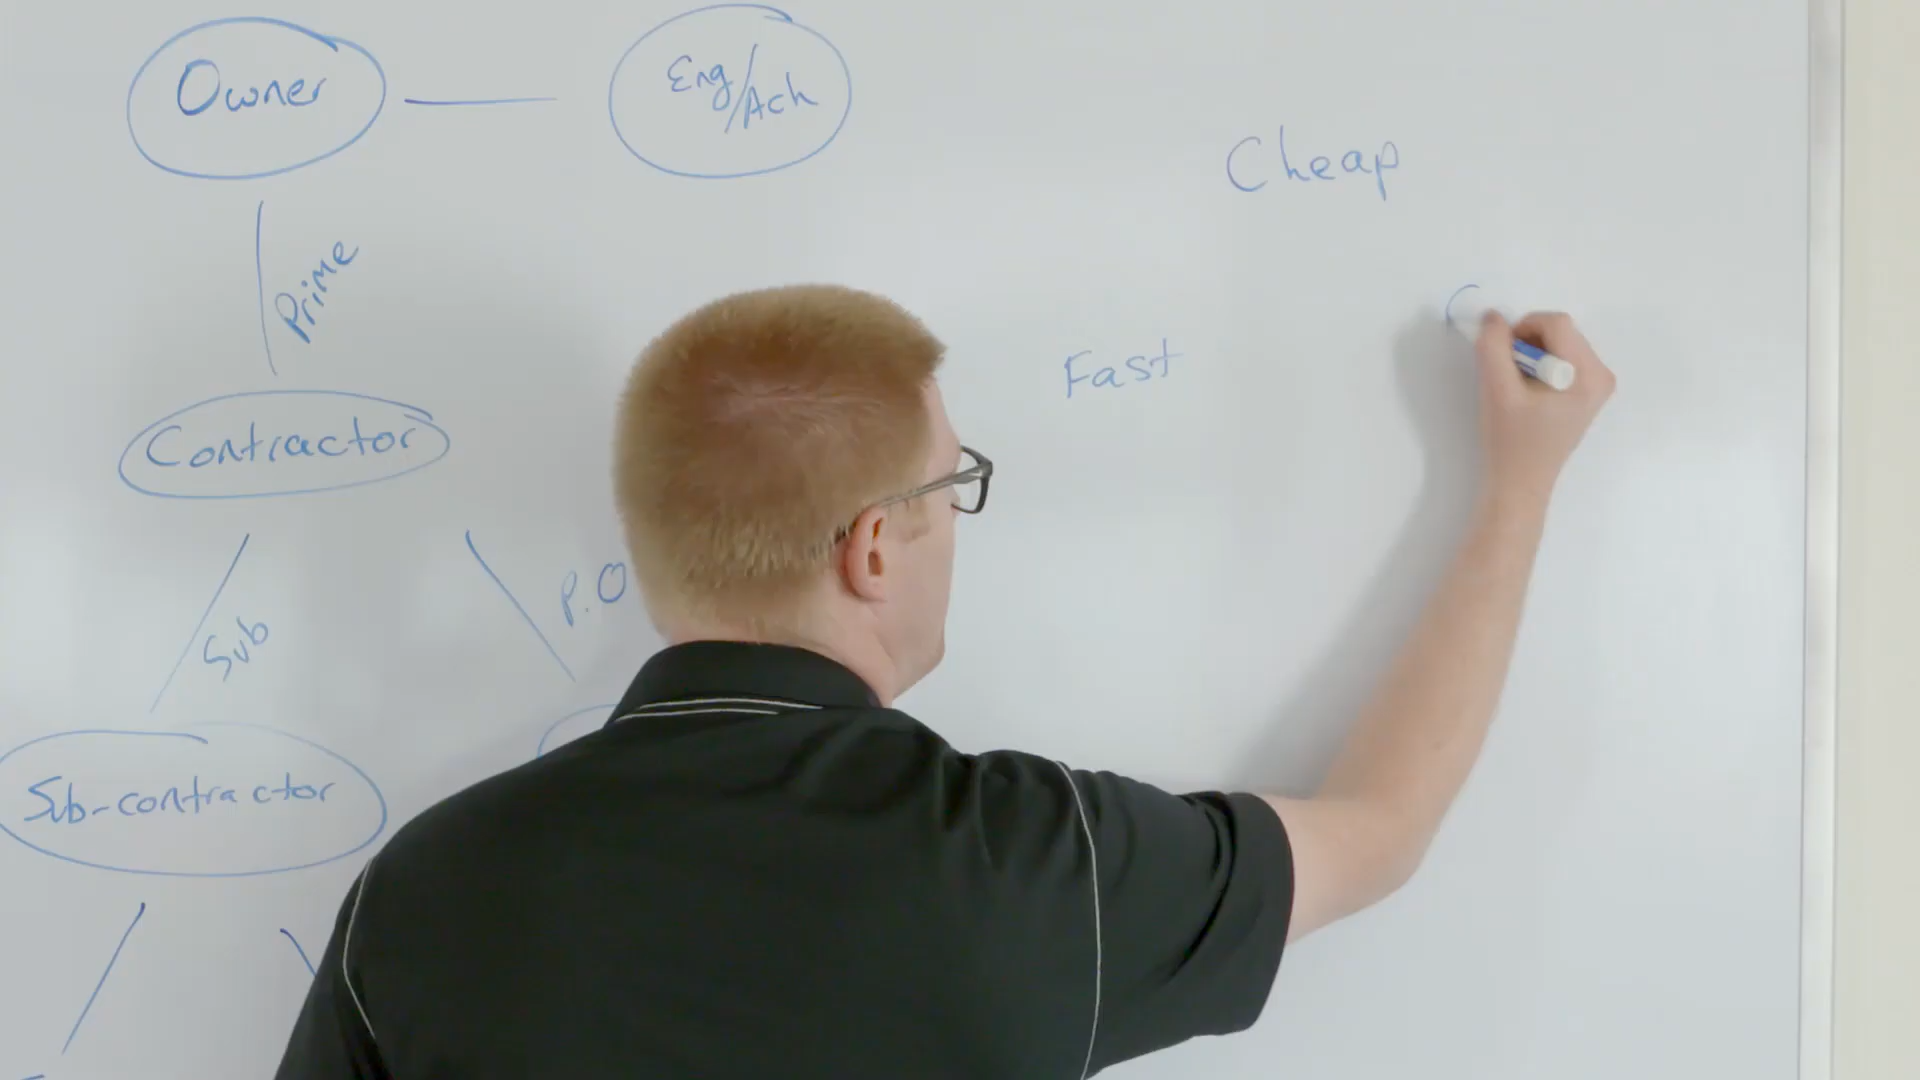 Owner
Eng/Ach
Cheap
Prime
Fast
Contractor
P.O
Sub
Sub-contractor